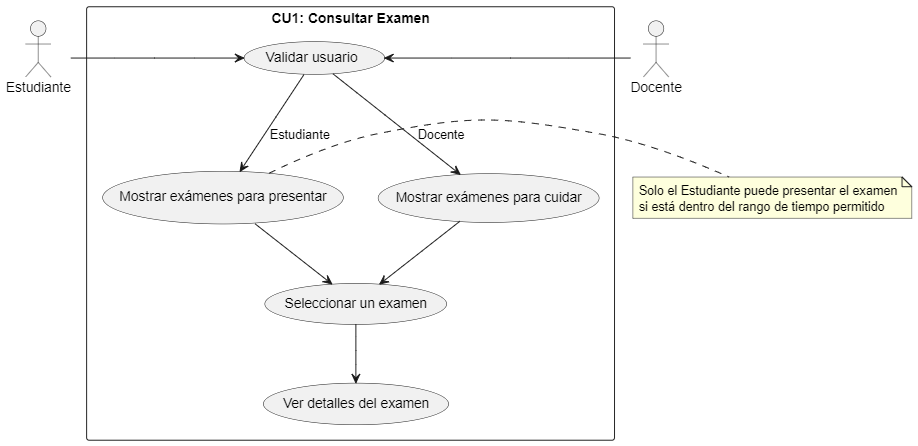 CU1: Consultar Examen
Estudiante
Validar usuario
Docente
Estudiante
Docente
Mostrar exámenes para presentar
Mostrar exámenes para cuidar
Solo el Estudiante puede presentar el examen
si está dentro del rango de tiempo permitido
Seleccionar un examen
Ver detalles del examen